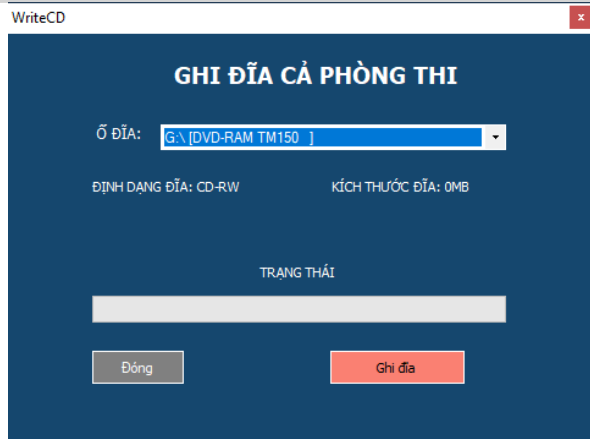 WriteCD
x
GHI ĐĨA CẢ PHÒNG THI
Ổ ĐĨA:
G:\ [DVD-RAM TM150 ]
ĐỊNH DẠNG ĐĨA: CD-RW
KÍCH THƯỚC ĐĨA: 0MB
TRẠNG THÁI
Đóng
Ghi đĩa